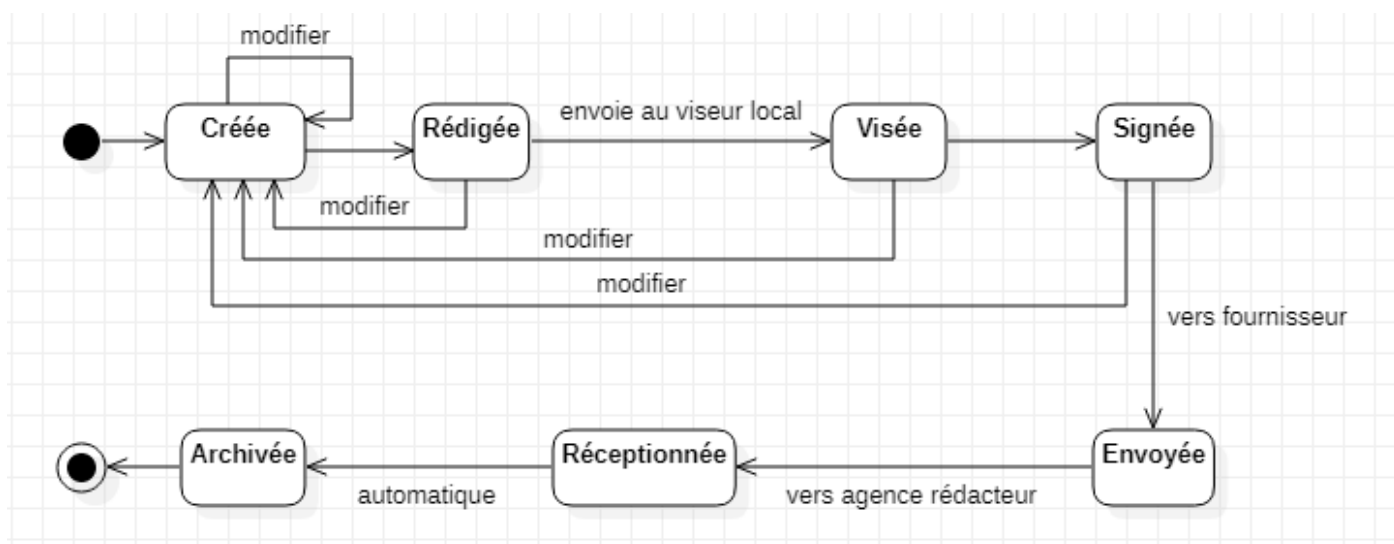 modifier
Créée
Rédigée
envoie au viseur local
Visée
Signée
modifier
modifier
modifier
vers fournisseur
Archivée
automatique
Réceptionnée
vers agence rédacteur
Envoyée